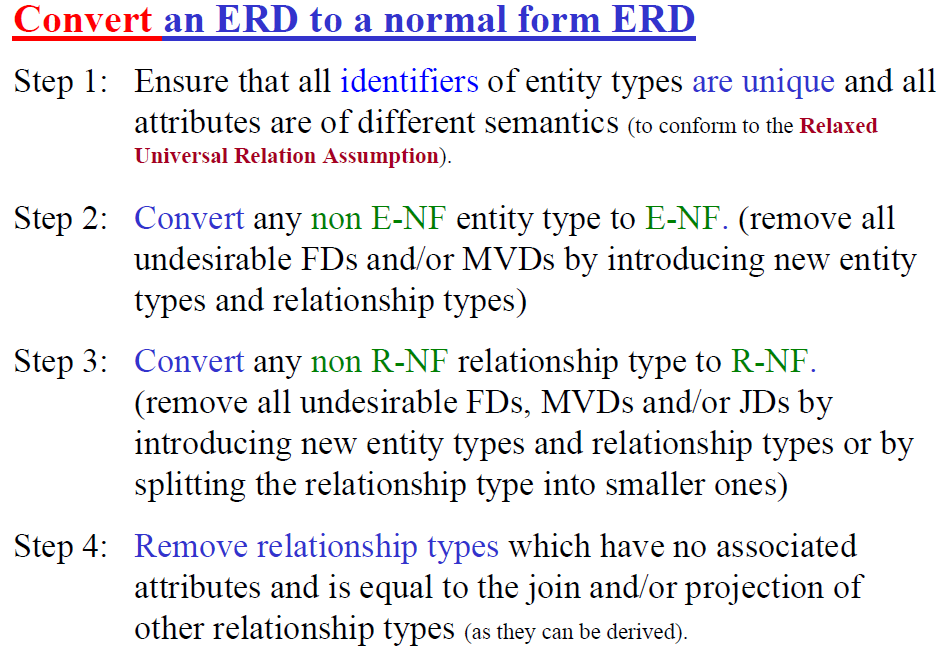 Convert an ERD to a normal form ERD
Step 1: Ensure that all identifiers of entity types are unique and all
attributes are of different semantics (to conform to the Relaxed
Universal Relation Assumption).
Step 2: Convert any non E-NF entity type to E-NF. (remove all
undesirable FDs and/or MVDs by introducing new entity
types and relationship types)
Step 3: Convert any non R-NF relationship type to R-NF.
(remove all undesirable FDs, MVDs and/or JDs by
introducing new entity types and relationship types or by
splitting the relationship type into smaller ones)
Step 4: Remove relationship types which have no associated
attributes and is equal to the join and/or projection of
other relationship types (as they can be derived).